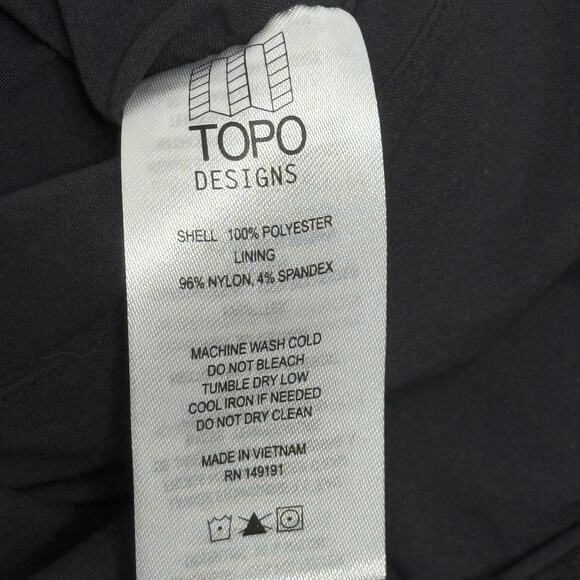 TOPO
DESIGNS
SHELL 100% POLYESTER
LINING
96% NYLON, 4% SPANDEX
MACHINE WASH COLD
DO NOT BLEACH
TUMBLE DRY LOW
COOL IRON IF NEEDED
DO NOT DRY CLEAN
MADE IN VIETNAM
RN 149191